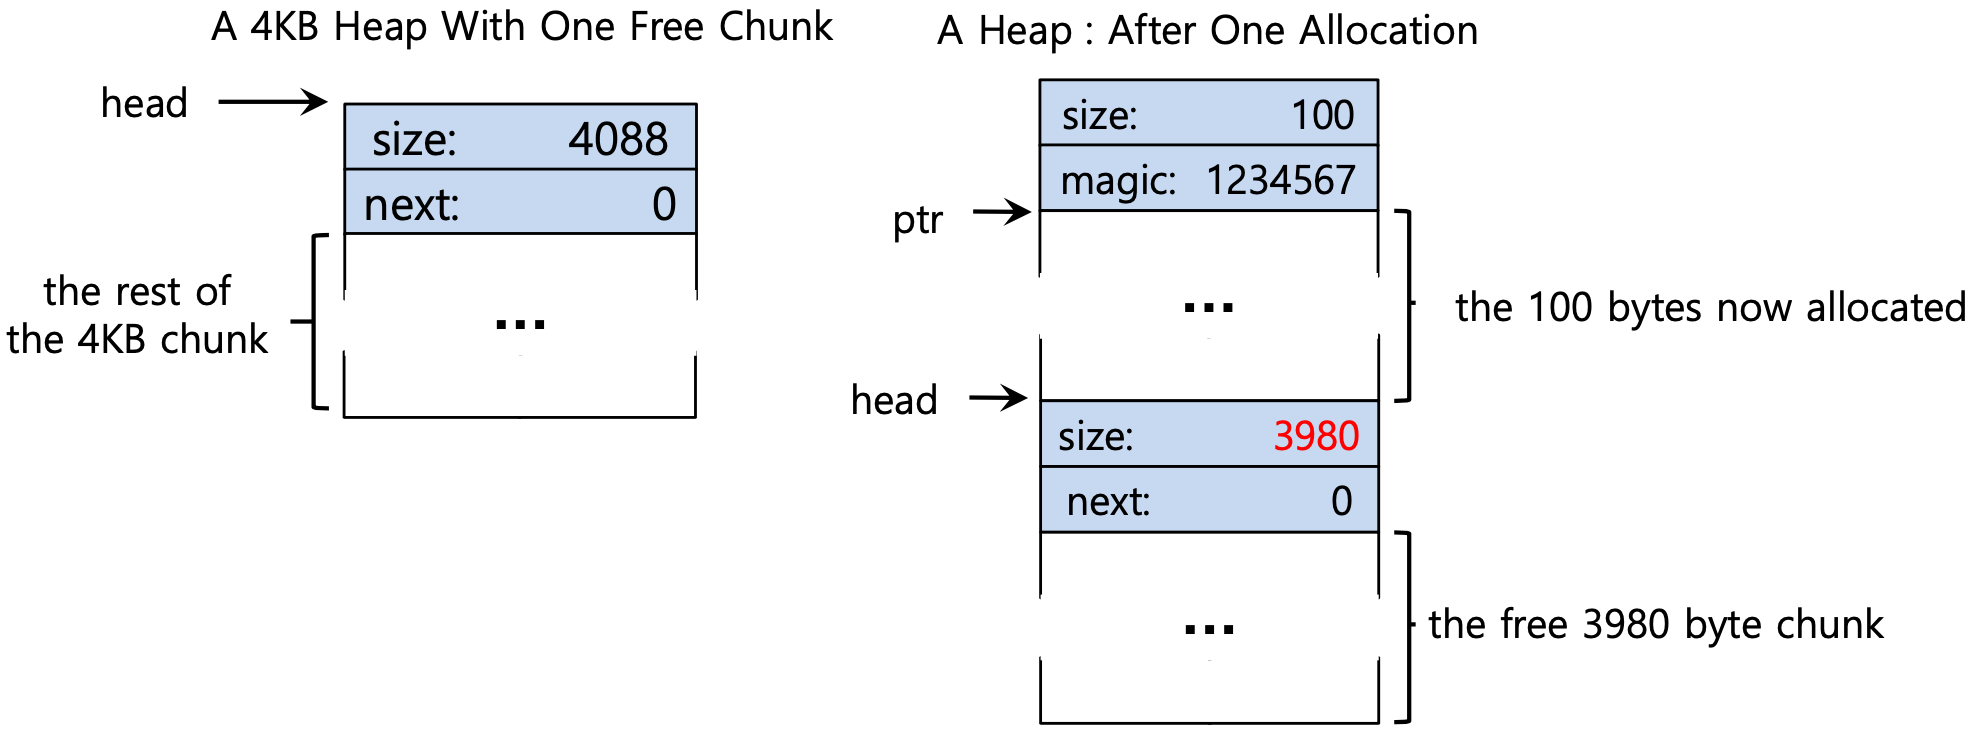 A 4KB Heap With One Free Chunk
head
size: 4088
next: 0
the rest of
the 4KB chunk
...
A Heap : After One Allocation
size: 100
magic: 1234567
ptr
...
the 100 bytes now allocated
head
size: 3980
next: 0
...
the free 3980 byte chunk